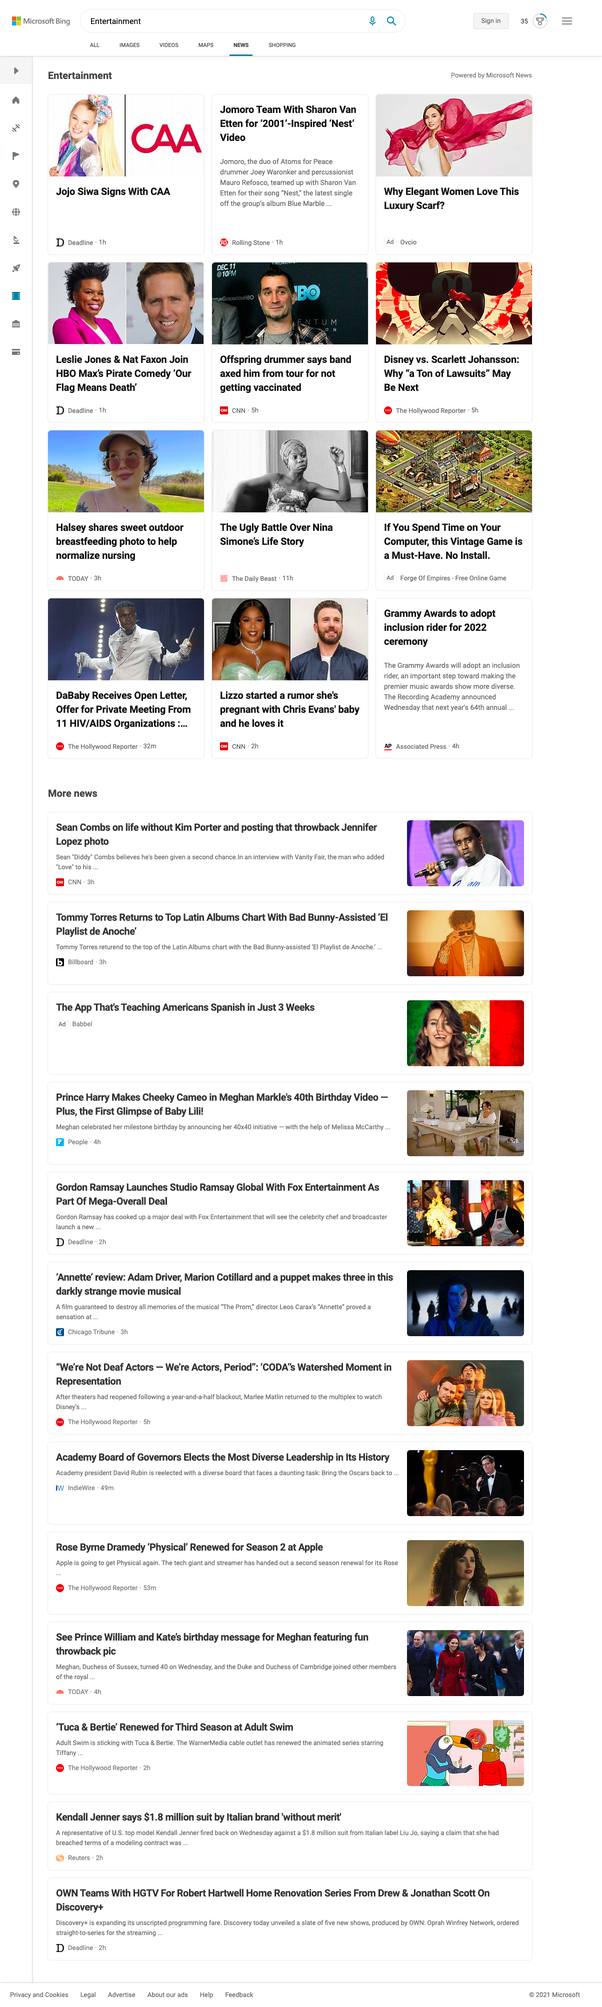 Microsoft Bing
Entertainment
Sign in
35
ALL
IMAGES
VIDEOS
MAPS
NEWS
SHOPPING
Entertainment
Powered by Microsoft News
CAA
Jojo Siwa Signs With CAA
Deadline · 1h
Jomoro Team With Sharon Van
Etten for ‘2001’-Inspired ‘Nest’
Video
Jomoro, the duo of Atoms for Peace
drummer Joey Waronker and percussionist
Mauro Refosco, teamed up with Sharon Van
Etten for their song “Nest,” the latest single
off the group's album Blue Marble ...
Rolling Stone · 1h
Why Elegant Women Love This
Luxury Scarf?
Ad Ovcio
Leslie Jones & Nat Faxon Join
HBO Max's Pirate Comedy ‘Our
Flag Means Death’
Deadline · 1h
DEC.11
@10PM
Offspring drummer says band
axed him from tour for not
getting vaccinated
CNN · 5h
Disney vs. Scarlett Johansson:
Why “a Ton of Lawsuits” May
Be Next
The Hollywood Reporter · 5h
Halsey shares sweet outdoor
breastfeeding photo to help
normalize nursing
TODAY · 3h
The Ugly Battle Over Nina
Simone's Life Story
The Daily Beast · 11h
If You Spend Time on Your
Computer, this Vintage Game is
a Must-Have. No Install.
Ad Forge Of Empires - Free Online Game
DaBaby Receives Open Letter,
Offer for Private Meeting From
11 HIV/AIDS Organizations :...
The Hollywood Reporter · 32m
Lizzo started a rumor she's
pregnant with Chris Evans' baby
and he loves it
CNN · 2h
Grammy Awards to adopt
inclusion rider for 2022
ceremony
The Grammy Awards will adopt an inclusion
rider, an important step toward making the
premier music awards show more diverse.
The Recording Academy announced
Wednesday that next year's 64th annual ...
AP Associated Press · 4h
More news
Sean Combs on life without Kim Porter and posting that throwback Jennifer
Lopez photo
Sean "Diddy" Combs believes he's been given a second chance.In an interview with Vanity Fair, the man who added
"Love" to his ...
CNN · 3h
Tommy Torres Returns to Top Latin Albums Chart With Bad Bunny-Assisted ‘El
Playlist de Anoche’
Tommy Torres returend to the top of the Latin Albums chart with the Bad Bunny-assisted ‘El Playlist de Anoche.’ ...
Billboard · 3h
The App That's Teaching Americans Spanish in Just 3 Weeks
Ad Babbel
Prince Harry Makes Cheeky Cameo in Meghan Markle's 40th Birthday Video —
Plus, the First Glimpse of Baby Lili!
Meghan celebrated her milestone birthday by announcing her 40x40 initiative — with the help of Melissa McCarthy ...
People · 4h
Gordon Ramsay Launches Studio Ramsay Global With Fox Entertainment As
Part Of Mega-Overall Deal
Gordon Ramsay has cooked up a major deal with Fox Entertainment that will see the celebrity chef and broadcaster
launch a new ...
Deadline · 2h
‘Annette’ review: Adam Driver, Marion Cotillard and a puppet makes three in this
darkly strange movie musical
A film guaranteed to destroy all memories of the musical “The Prom,” director Leos Carax's “Annette” proved a
sensation at ...
Chicago Tribune · 3h
“We're Not Deaf Actors — We're Actors, Period”: ‘CODA’'s Watershed Moment in
Representation
After theaters had reopened following a year-and-a-half blackout, Marlee Matlin returned to the multiplex to watch
Disney's ...
The Hollywood Reporter · 5h
Academy Board of Governors Elects the Most Diverse Leadership in Its History
Academy president David Rubin is reelected with a diverse board that faces a daunting task: Bring the Oscars back to ...
IndieWire · 49m
Rose Byrne Dramedy ‘Physical’ Renewed for Season 2 at Apple
Apple is going to get Physical again. The tech giant and streamer has handed out a second season renewal for its Rose
...
The Hollywood Reporter · 53m
See Prince William and Kate's birthday message for Meghan featuring fun
throwback pic
Meghan, Duchess of Sussex, turned 40 on Wednesday, and the Duke and Duchess of Cambridge joined other members
of the royal ...
TODAY · 4h
‘Tuca & Bertie’ Renewed for Third Season at Adult Swim
Adult Swim is sticking with Tuca & Bertie. The WarnerMedia cable outlet has renewed the animated series starring
Tiffany ...
The Hollywood Reporter · 2h
Kendall Jenner says $1.8 million suit by Italian brand 'without merit'
A representative of U.S. top model Kendall Jenner fired back on Wednesday against a $1.8 million suit from Italian label Liu Jo, saying a claim that she had
breached terms of a modeling contract was ...
Reuters · 2h
OWN Teams With HGTV For Robert Hartwell Home Renovation Series From Drew & Jonathan Scott On
Discovery+
Discovery+ is expanding its unscripted programming fare. Discovery today unveiled a slate of five new shows, produced by OWN: Oprah Winfrey Network, ordered
straight-to-series for the streaming ...
Deadline · 2h
Privacy and Cookies
Legal
Advertise
About our ads
Help
Feedback
© 2021 Microsoft